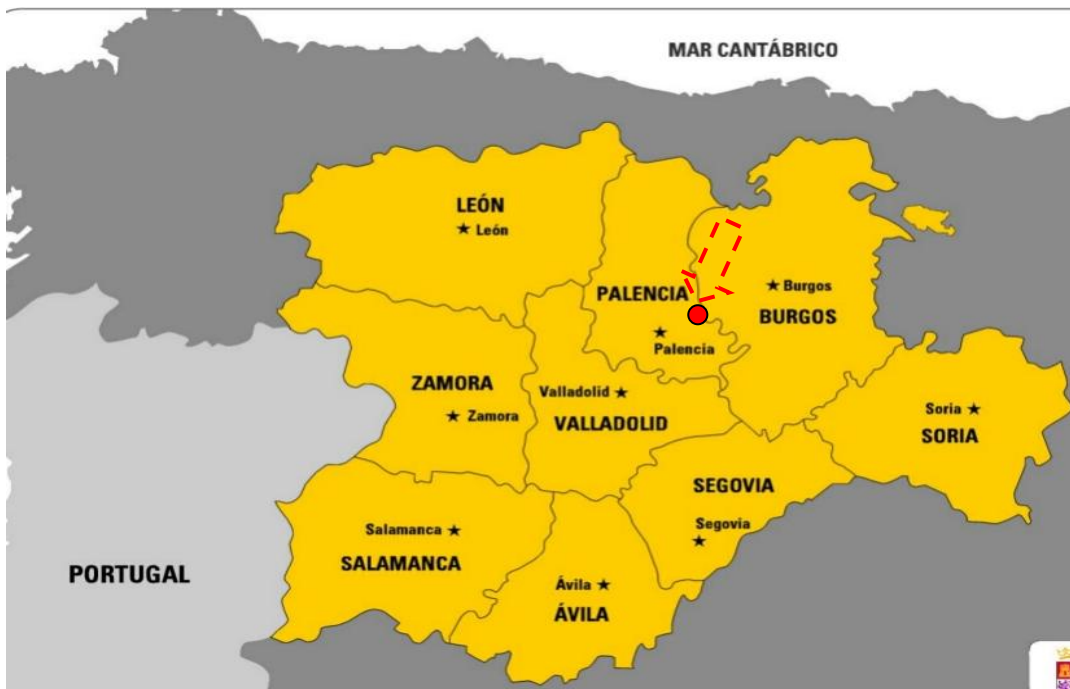 MAR CANTÁBRICO
LEÓN
León
PALENCIA
Burgos
BURGOS
Palencia
ZAMORA
Zamora
Valladolid
VALLADOLID
Soria
SORIA
SEGOVIA
Segovia
Salamanca
SALAMANCA
PORTUGAL
Ávila
ÁVILA